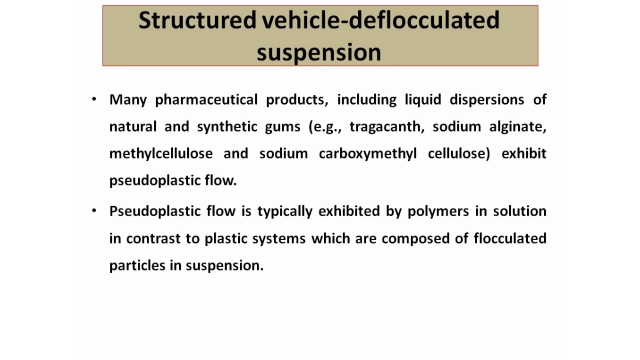 Structured vehicle-deflocculated
suspension
• Many pharmaceutical products, including liquid dispersions of
natural and synthetic gums (e.g., tragacanth, sodium alginate,
methylcellulose and sodium carboxymethyl cellulose) exhibit
pseudoplastic flow.
• Pseudoplastic flow is typically exhibited by polymers in solution
in contrast to plastic systems which are composed of flocculated
particles in suspension.